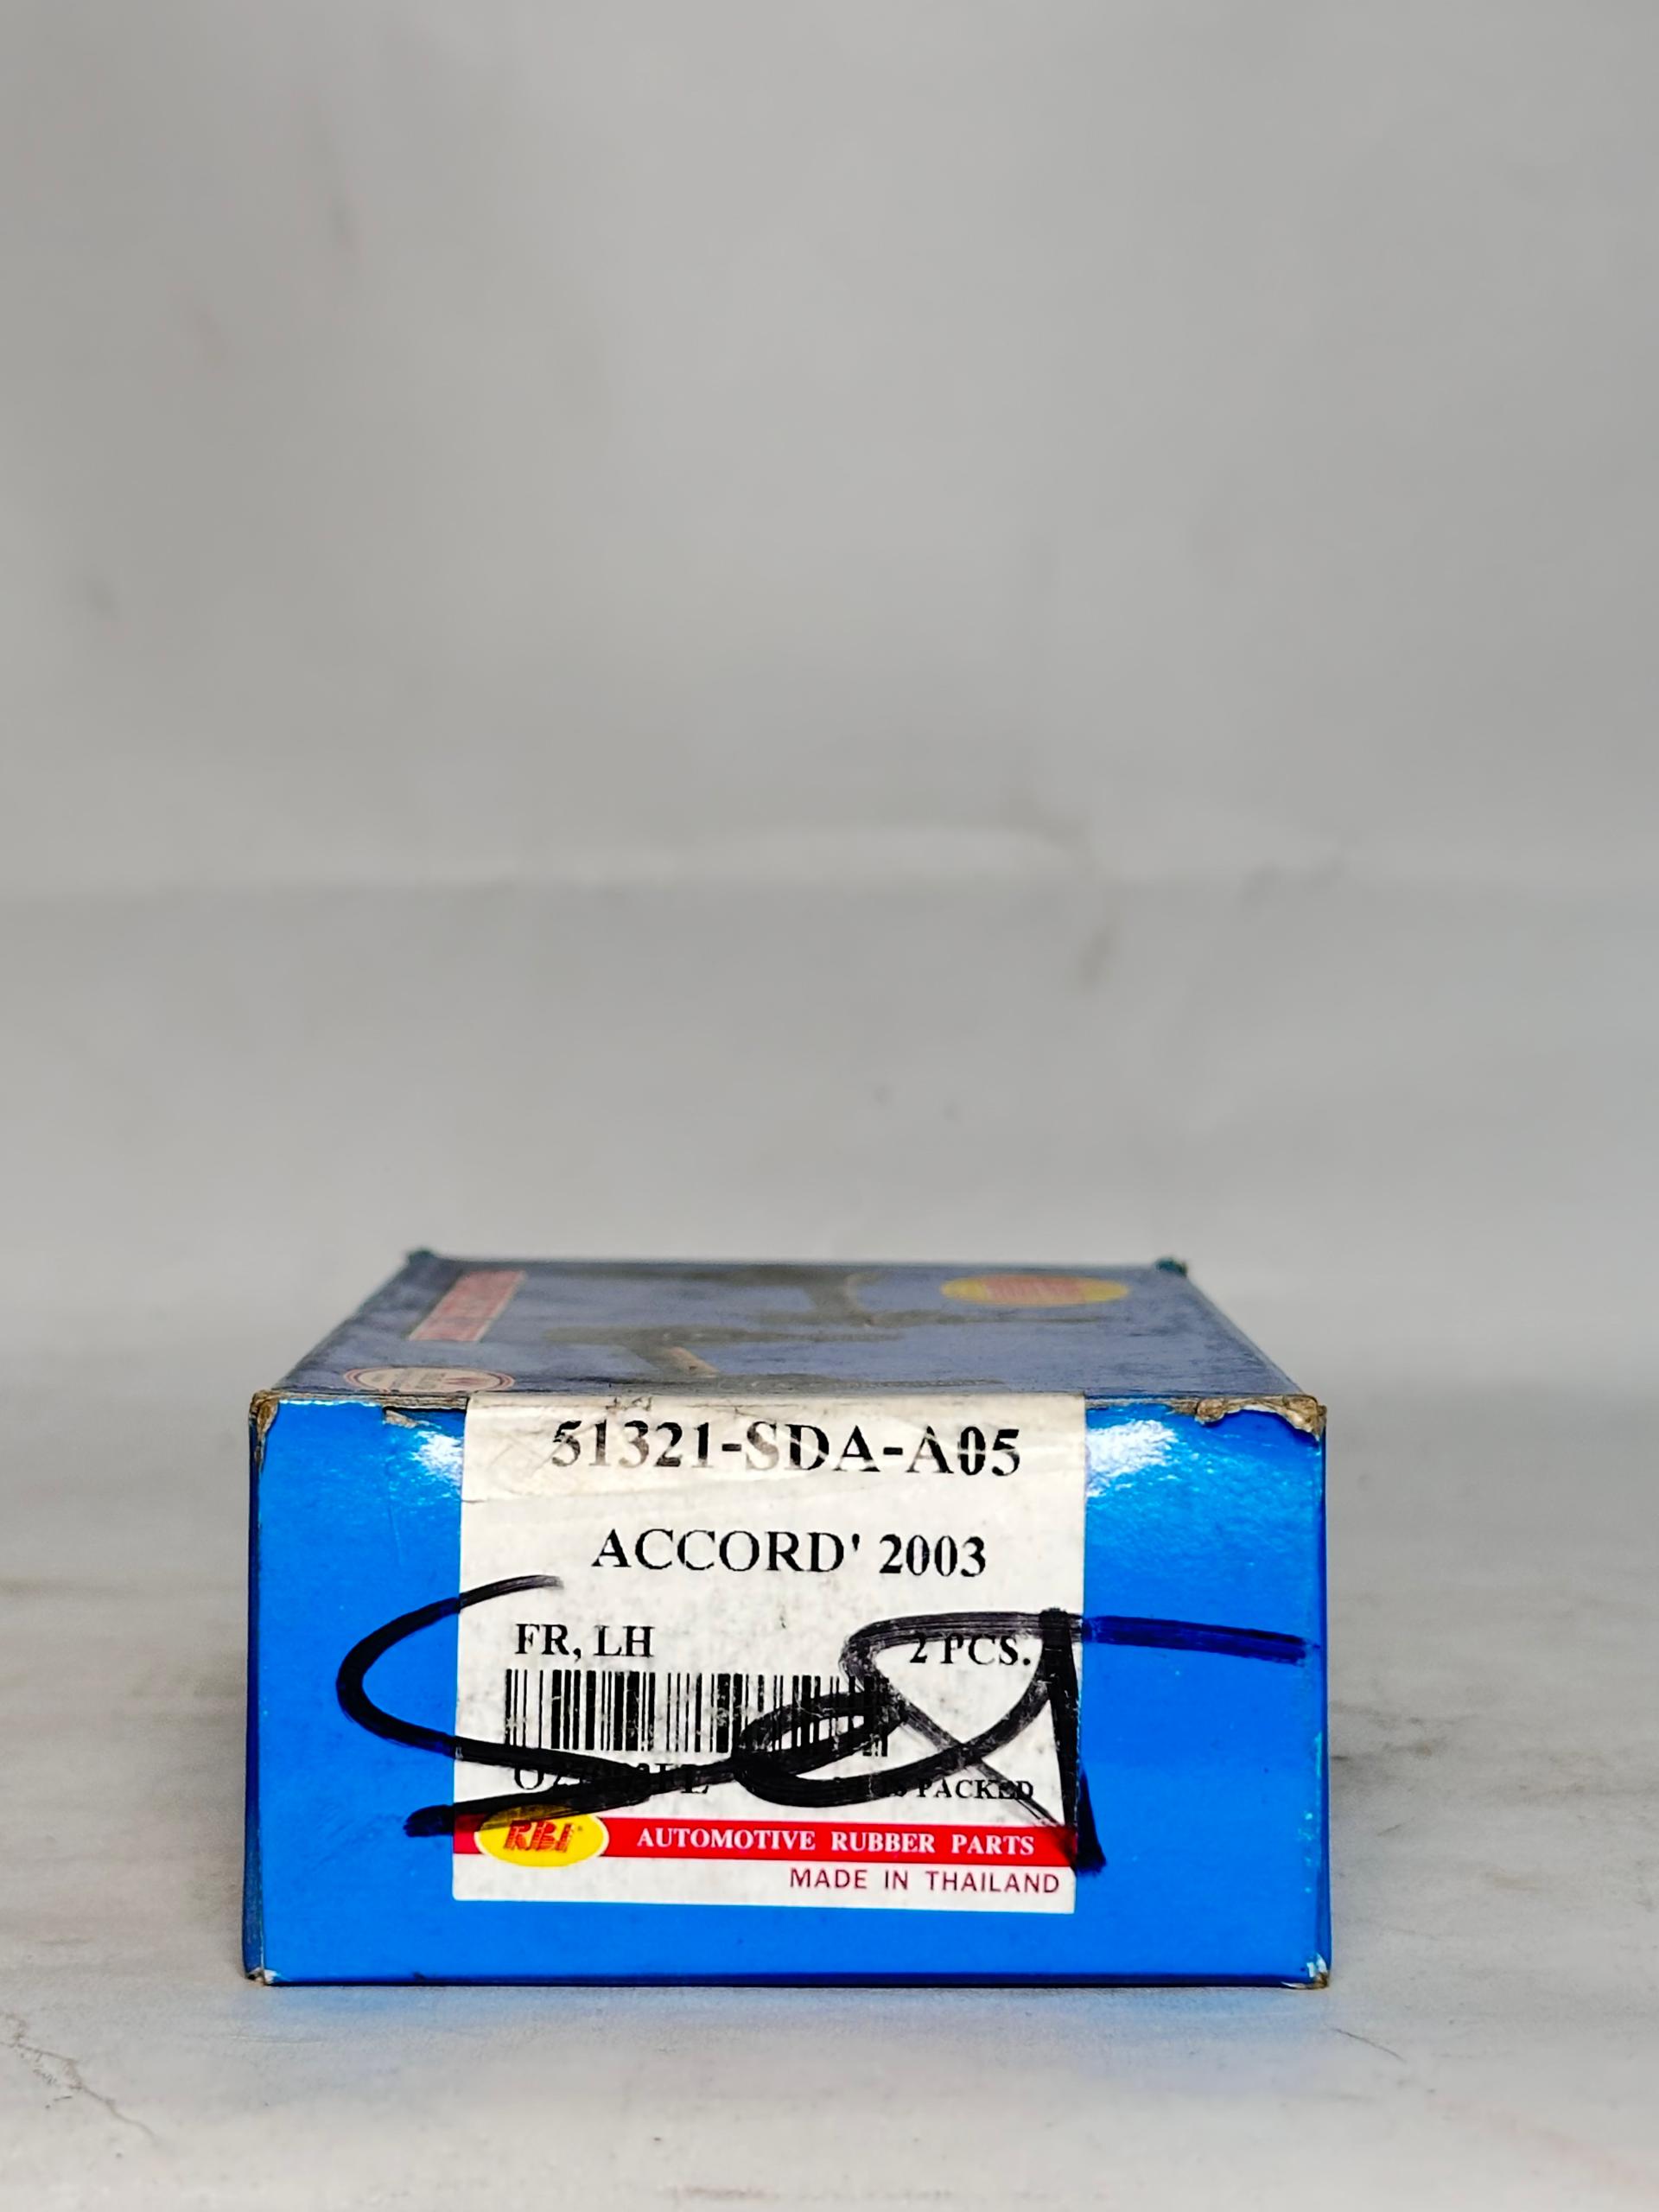 51321-SDA-A05
ACCORD' 2003
FR, LH
2 PCS.
PACKED
RBI
AUTOMOTIVE RUBBER PARTS
MADE IN THAILAND